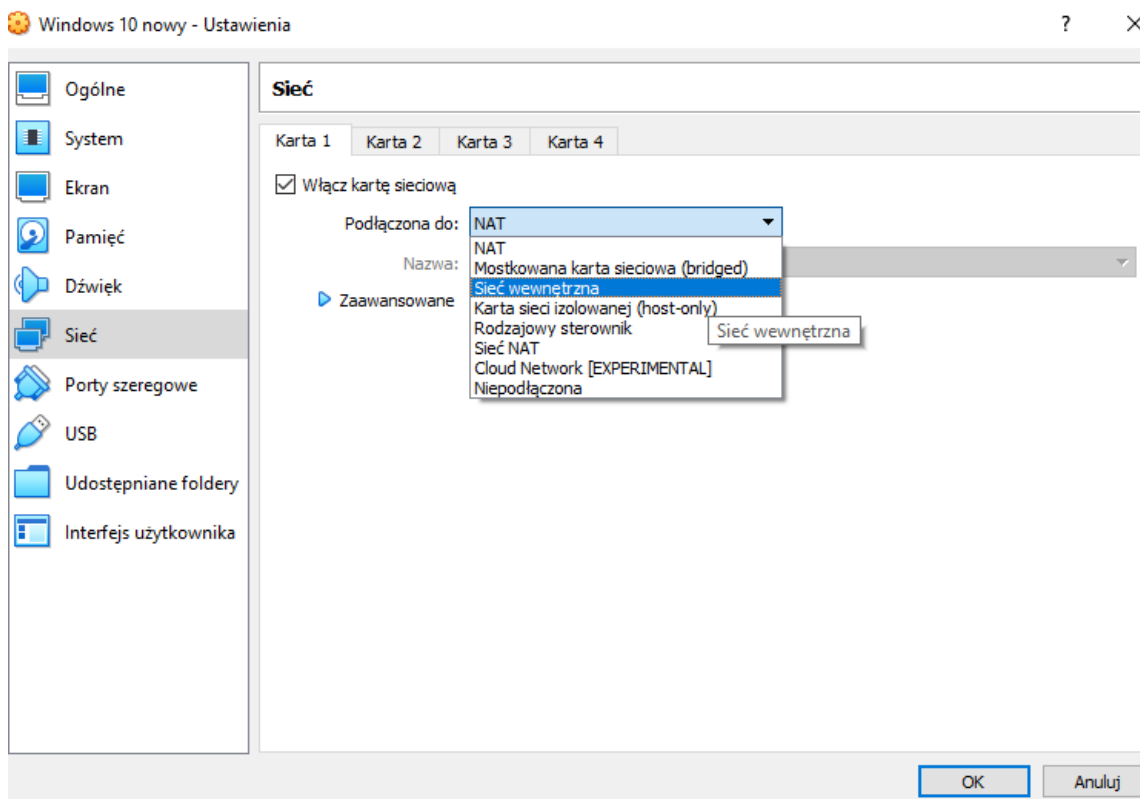 Windows 10 nowy - Ustawienia
?
Ogólne
System
Ekran
Pamięć
Dźwięk
Sieć
Porty szeregowe
USB
Udostępniane foldery
Interfejs użytkownika
Sieć
Karta 1 Karta 2 Karta 3 Karta 4
Włącz kartę sieciową
Podłączona do: NAT
NAT
Nazwa:
Mostkowana karta sieciowa (bridged)
Sieć wewnętrzna
Zaawansowane
Karta sieci izolowanej (host-only)
Rodzajowy sterownik
Sieć wewnętrzna
Sieć NAT
Cloud Network [EXPERIMENTAL]
Niepodłączona
OK Anuluj